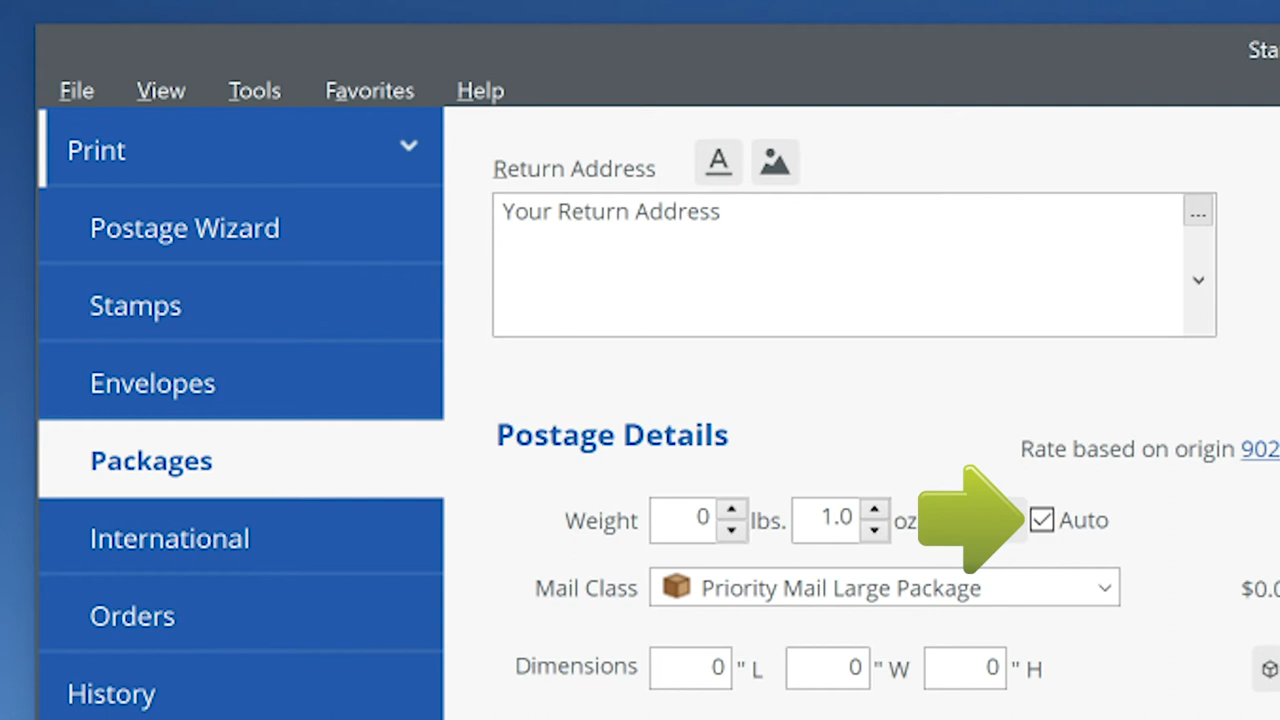 Sta
File View Tools Favorites Help
Print
Postage Wizard
Stamps
Envelopes
Packages
International
Orders
History
Return Address A
Your Return Address
...
Postage Details
Rate based on origin 902
Weight 0 lbs. 1.0 oz Auto
Mail Class Priority Mail Large Package $0.0
Dimensions 0 " L 0 " W 0 " H